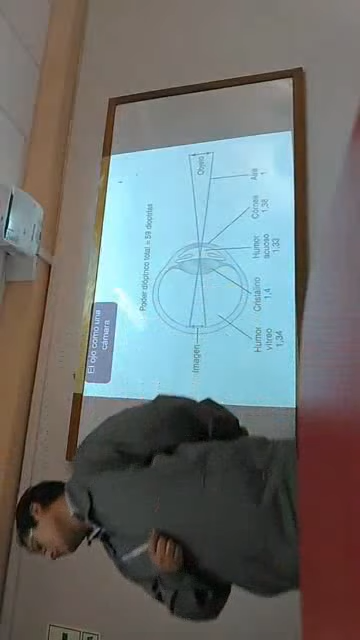 El ojo como una
cámara
Poder dióptrico total = 59 dioptrías
Imagen
Objeto
Humor
vítreo
1,34
Cristalino
1,4
Humor
acuoso
1,33
Córnea
1,38
Aire
1